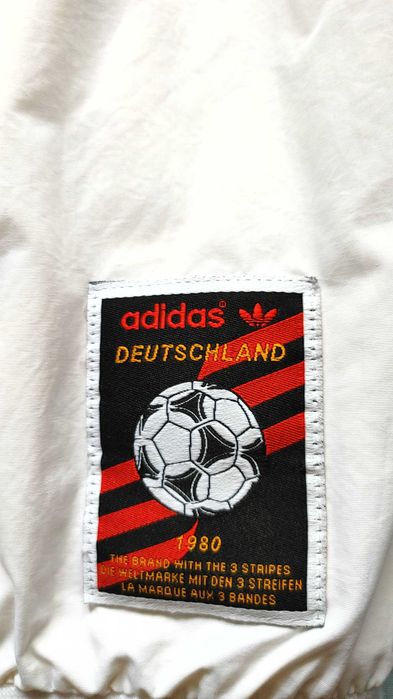 adidas®
DEUTSCHLAND
1980
THE BRAND WITH THE 3 STRIPES
DIE WELTMARKE MIT DEN 3 STREIFEN
LA MARQUE AUX 3 BANDES